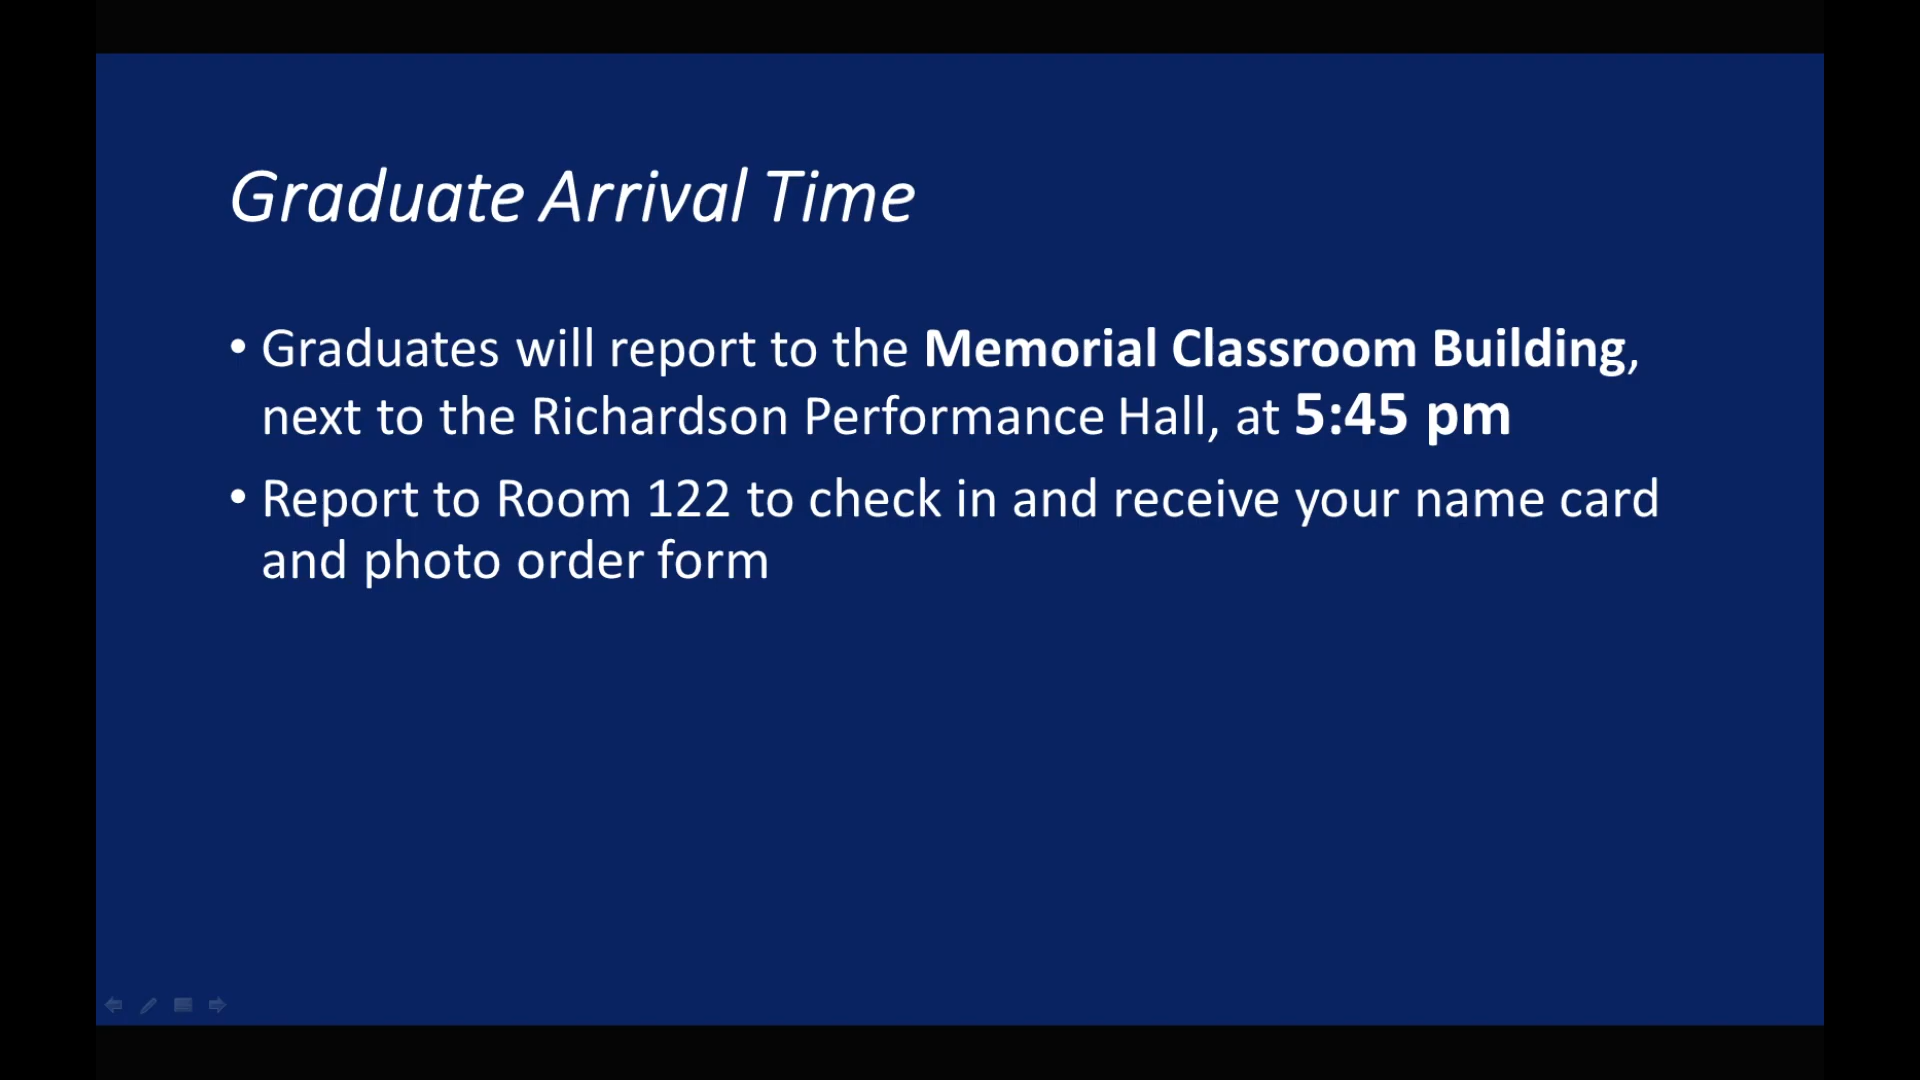 Graduate Arrival Time
• Graduates will report to the Memorial Classroom Building,
next to the Richardson Performance Hall, at 5:45 pm
• Report to Room 122 to check in and receive your name card
and photo order form